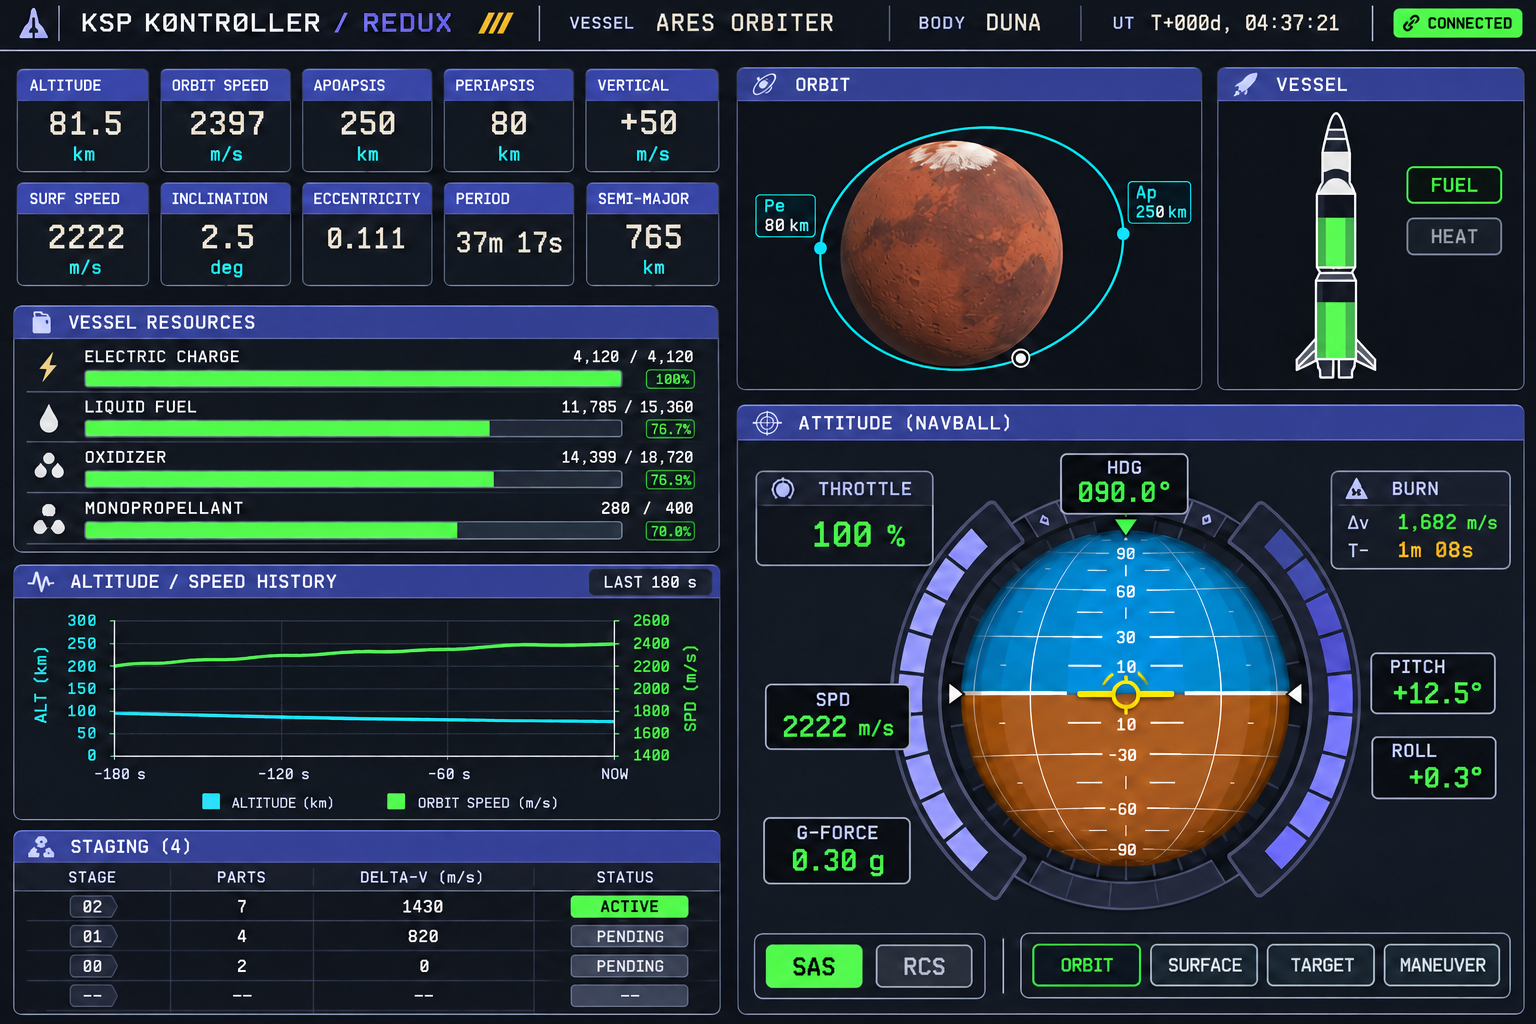 KSP KØNTRØLLER / REDUX
VESSEL ARES ORBITER
BODY DUNA
UT T+000d, 04:37:21
CONNECTED
ALTITUDE
81.5
km
ORBIT SPEED
2397
m/s
APOAPSIS
250
km
PERIAPSIS
80
km
VERTICAL
+50
m/s
SURF SPEED
2222
m/s
INCLINATION
2.5
deg
ECCENTRICITY
0.111
PERIOD
37m 17s
SEMI-MAJOR
765
km
VESSEL RESOURCES
ELECTRIC CHARGE 4,120 / 4,120
100%
LIQUID FUEL 11,785 / 15,360
76.7%
OXIDIZER 14,399 / 18,720
76.9%
MONOPROPELLANT 280 / 400
70.0%
ALTITUDE / SPEED HISTORY LAST 180 s
300 2600
250 2400
200 2200
150 2000
100 1800
50 1600
0 1400
ALT (km)
SPD (m/s)
-180 s -120 s -60 s NOW
ALTITUDE (km) ORBIT SPEED (m/s)
STAGING (4)
STAGE PARTS DELTA-V (m/s) STATUS
02 7 1430 ACTIVE
01 4 820 PENDING
00 2 0 PENDING
-- -- -- --
ORBIT
Pe
80 km
Ap
250 km
VESSEL
FUEL
HEAT
ATTITUDE (NAVBALL)
THROTTLE
100 %
HDG
090.0°
BURN
Δv 1,682 m/s
T- 1m 08s
90
60
30
10
10
-30
-60
-90
SPD
2222 m/s
G-FORCE
0.30 g
PITCH
+12.5°
ROLL
+0.3°
SAS RCS
ORBIT SURFACE TARGET MANEUVER